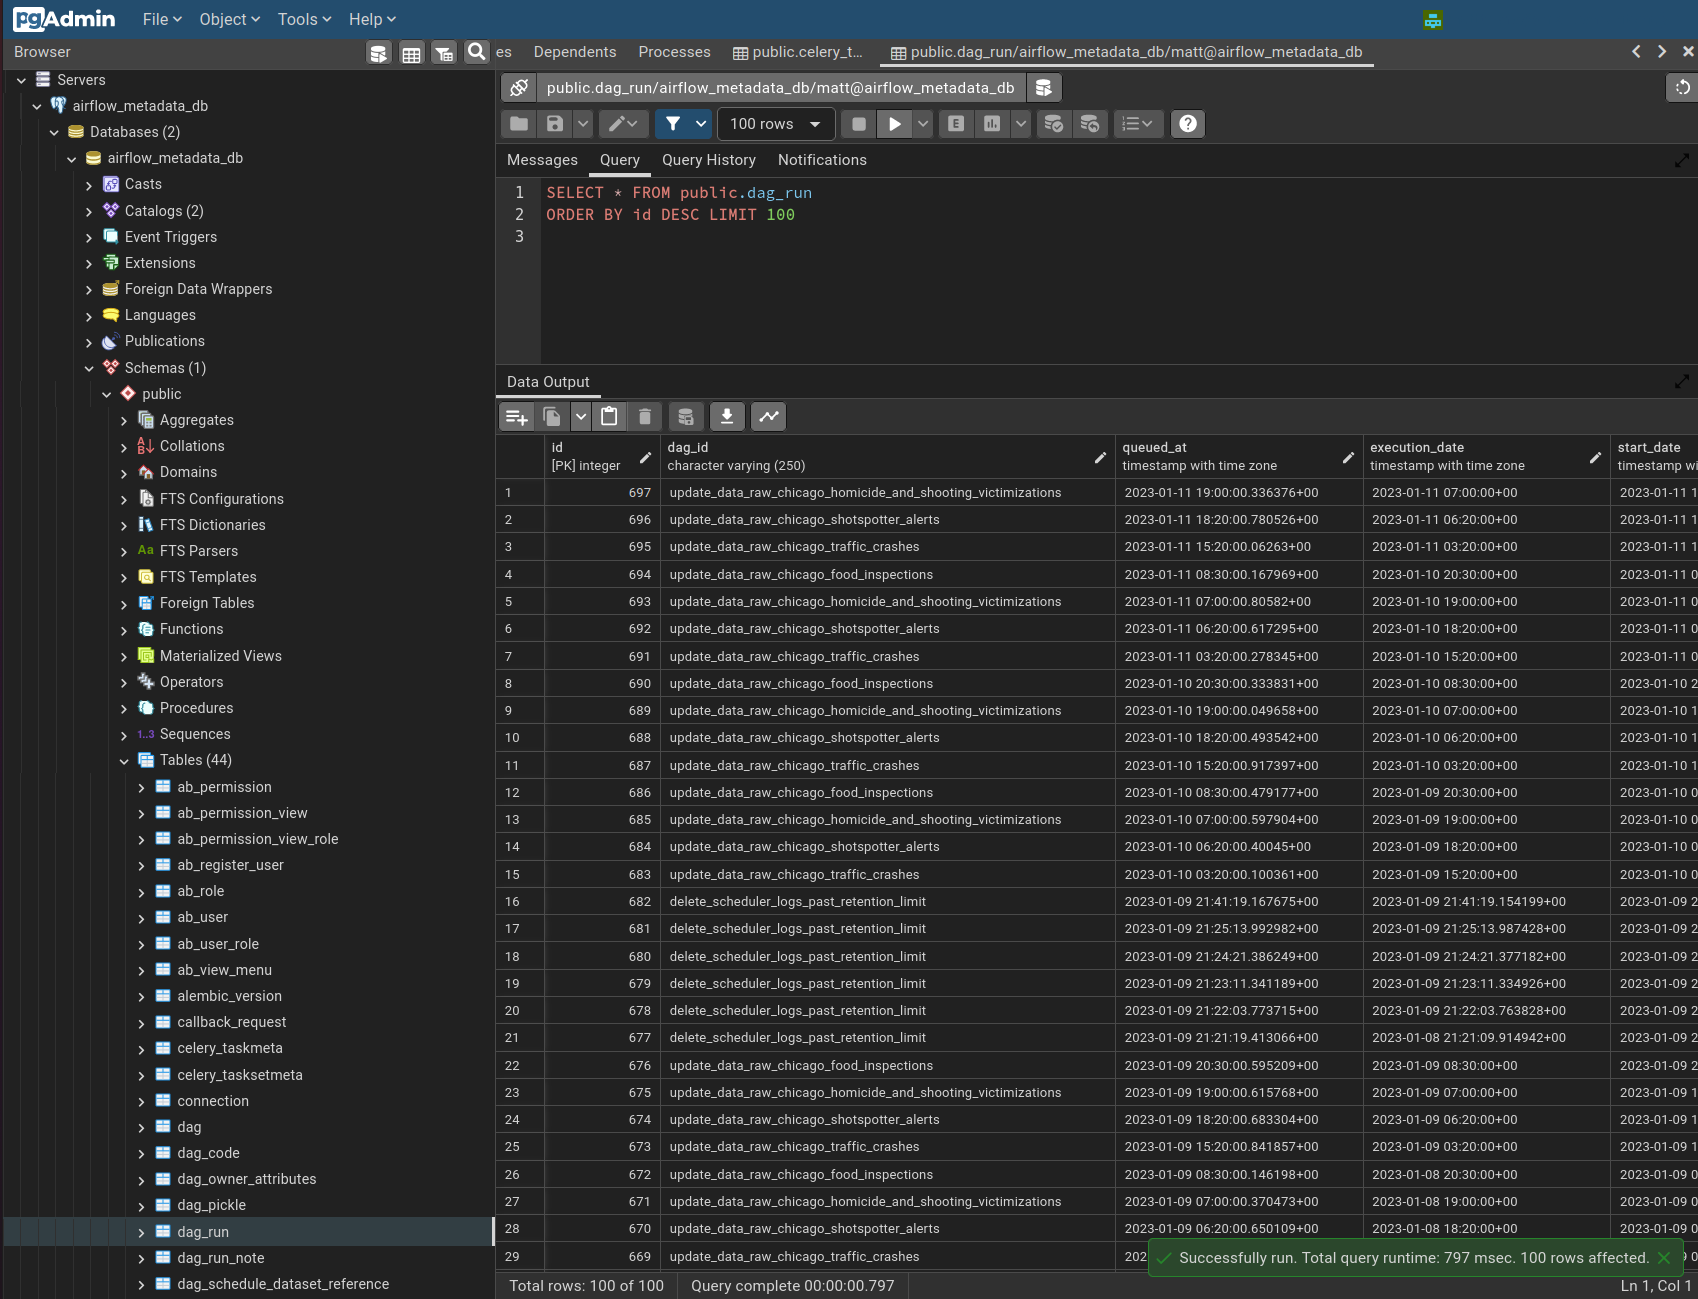 pgAdmin File Object Tools Help
Browser
es Dependents Processes public.celery_t... public.dag_run/airflow_metadata_db/matt@airflow_metadata_db
Servers
airflow_metadata_db
Databases (2)
airflow_metadata_db
Casts
Catalogs (2)
Event Triggers
Extensions
Foreign Data Wrappers
Languages
Publications
Schemas (1)
public
Aggregates
Collations
Domains
FTS Configurations
FTS Dictionaries
Aa FTS Parsers
FTS Templates
Foreign Tables
Functions
Materialized Views
Operators
Procedures
1..3 Sequences
Tables (44)
ab_permission
ab_permission_view
ab_permission_view_role
ab_register_user
ab_role
ab_user
ab_user_role
ab_view_menu
alembic_version
callback_request
celery_taskmeta
celery_tasksetmeta
connection
dag
dag_code
dag_owner_attributes
dag_pickle
dag_run
dag_run_note
dag_schedule_dataset_reference
public.dag_run/airflow_metadata_db/matt@airflow_metadata_db
100 rows E
Messages Query Query History Notifications
1 SELECT * FROM public.dag_run
2 ORDER BY id DESC LIMIT 100
3
Data Output
id dag_id queued_at execution_date start_date
[PK] integer character varying (250) timestamp with time zone timestamp with time zone timestamp wi
1 697 update_data_raw_chicago_homicide_and_shooting_victimizations 2023-01-11 19:00:00.336376+00 2023-01-11 07:00:00+00 2023-01-11 1
2 696 update_data_raw_chicago_shotspotter_alerts 2023-01-11 18:20:00.780526+00 2023-01-11 06:20:00+00 2023-01-11 1
3 695 update_data_raw_chicago_traffic_crashes 2023-01-11 15:20:00.06263+00 2023-01-11 03:20:00+00 2023-01-11 1
4 694 update_data_raw_chicago_food_inspections 2023-01-11 08:30:00.167969+00 2023-01-10 20:30:00+00 2023-01-11 0
5 693 update_data_raw_chicago_homicide_and_shooting_victimizations 2023-01-11 07:00:00.80582+00 2023-01-10 19:00:00+00 2023-01-11 0
6 692 update_data_raw_chicago_shotspotter_alerts 2023-01-11 06:20:00.617295+00 2023-01-10 18:20:00+00 2023-01-11 0
7 691 update_data_raw_chicago_traffic_crashes 2023-01-11 03:20:00.278345+00 2023-01-10 15:20:00+00 2023-01-11 0
8 690 update_data_raw_chicago_food_inspections 2023-01-10 20:30:00.333831+00 2023-01-10 08:30:00+00 2023-01-10 2
9 689 update_data_raw_chicago_homicide_and_shooting_victimizations 2023-01-10 19:00:00.049658+00 2023-01-10 07:00:00+00 2023-01-10 1
10 688 update_data_raw_chicago_shotspotter_alerts 2023-01-10 18:20:00.493542+00 2023-01-10 06:20:00+00 2023-01-10 1
11 687 update_data_raw_chicago_traffic_crashes 2023-01-10 15:20:00.917397+00 2023-01-10 03:20:00+00 2023-01-10 1
12 686 update_data_raw_chicago_food_inspections 2023-01-10 08:30:00.479177+00 2023-01-09 20:30:00+00 2023-01-10 0
13 685 update_data_raw_chicago_homicide_and_shooting_victimizations 2023-01-10 07:00:00.597904+00 2023-01-09 19:00:00+00 2023-01-10 0
14 684 update_data_raw_chicago_shotspotter_alerts 2023-01-10 06:20:00.40045+00 2023-01-09 18:20:00+00 2023-01-10 0
15 683 update_data_raw_chicago_traffic_crashes 2023-01-10 03:20:00.100361+00 2023-01-09 15:20:00+00 2023-01-10 0
16 682 delete_scheduler_logs_past_retention_limit 2023-01-09 21:41:19.167675+00 2023-01-09 21:41:19.154199+00 2023-01-09 2
17 681 delete_scheduler_logs_past_retention_limit 2023-01-09 21:25:13.992982+00 2023-01-09 21:25:13.987428+00 2023-01-09 2
18 680 delete_scheduler_logs_past_retention_limit 2023-01-09 21:24:21.386249+00 2023-01-09 21:24:21.377182+00 2023-01-09 2
19 679 delete_scheduler_logs_past_retention_limit 2023-01-09 21:23:11.341189+00 2023-01-09 21:23:11.334926+00 2023-01-09 2
20 678 delete_scheduler_logs_past_retention_limit 2023-01-09 21:22:03.773715+00 2023-01-09 21:22:03.763828+00 2023-01-09 2
21 677 delete_scheduler_logs_past_retention_limit 2023-01-09 21:21:19.413066+00 2023-01-08 21:21:09.914942+00 2023-01-09 2
22 676 update_data_raw_chicago_food_inspections 2023-01-09 20:30:00.595209+00 2023-01-09 08:30:00+00 2023-01-09 2
23 675 update_data_raw_chicago_homicide_and_shooting_victimizations 2023-01-09 19:00:00.615768+00 2023-01-09 07:00:00+00 2023-01-09 1
24 674 update_data_raw_chicago_shotspotter_alerts 2023-01-09 18:20:00.683304+00 2023-01-09 06:20:00+00 2023-01-09 1
25 673 update_data_raw_chicago_traffic_crashes 2023-01-09 15:20:00.841857+00 2023-01-09 03:20:00+00 2023-01-09 1
26 672 update_data_raw_chicago_food_inspections 2023-01-09 08:30:00.146198+00 2023-01-08 20:30:00+00 2023-01-09 0
27 671 update_data_raw_chicago_homicide_and_shooting_victimizations 2023-01-09 07:00:00.370473+00 2023-01-08 19:00:00+00 2023-01-09 0
28 670 update_data_raw_chicago_shotspotter_alerts 2023-01-09 06:20:00.650109+00 2023-01-08 18:20:00+00 2023-01-09 0
29 669 update_data_raw_chicago_traffic_crashes 202
Successfully run. Total query runtime: 797 msec. 100 rows affected.
Total rows: 100 of 100 Query complete 00:00:00.797 Ln 1, Col 1